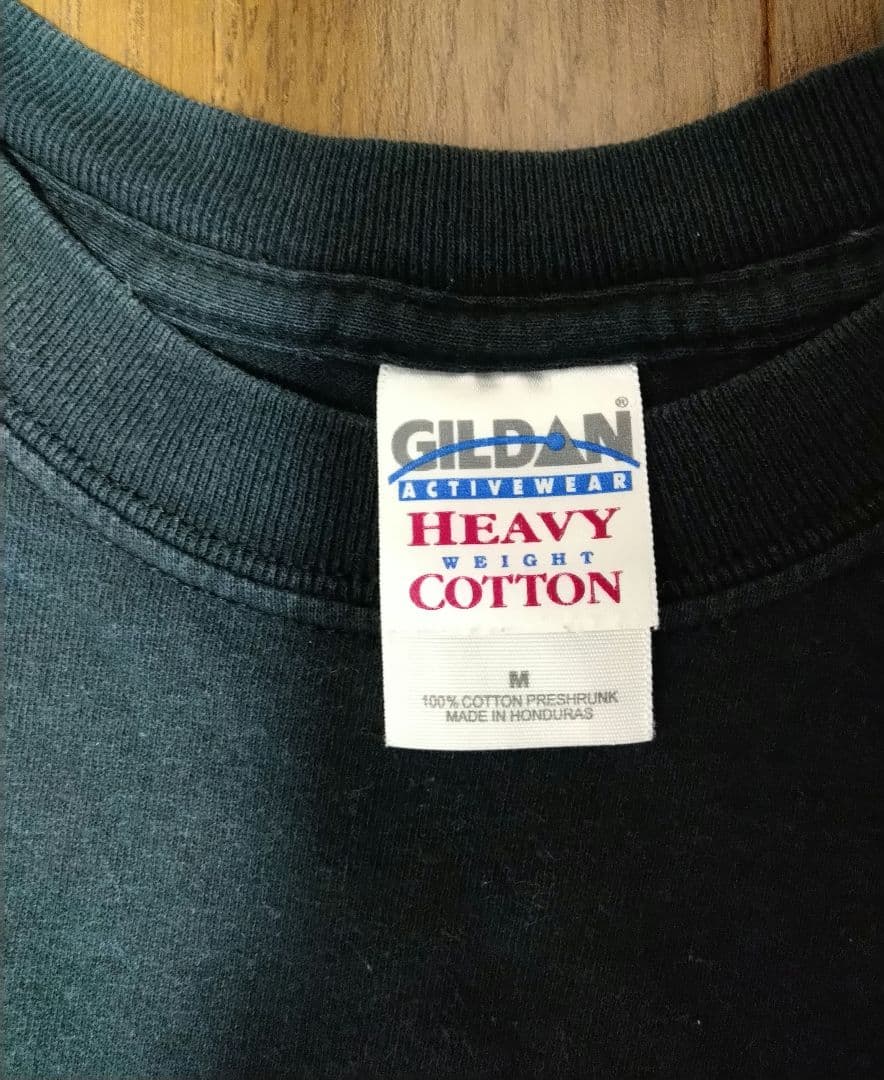 GILDAN®
ACTIVEWEAR
HEAVY
WEIGHT
COTTON
M
100% COTTON PRESHRUNK
MADE IN HONDURAS